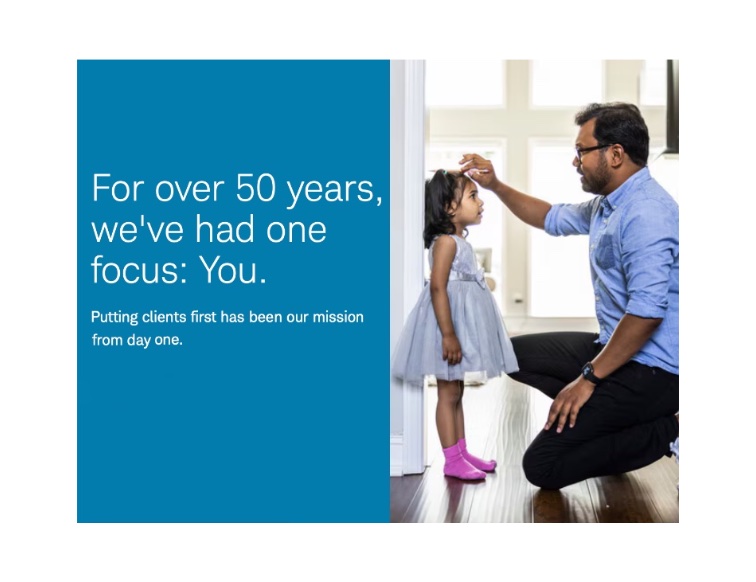 For over 50 years,
we've had one
focus: You.
Putting clients first has been our mission
from day one.